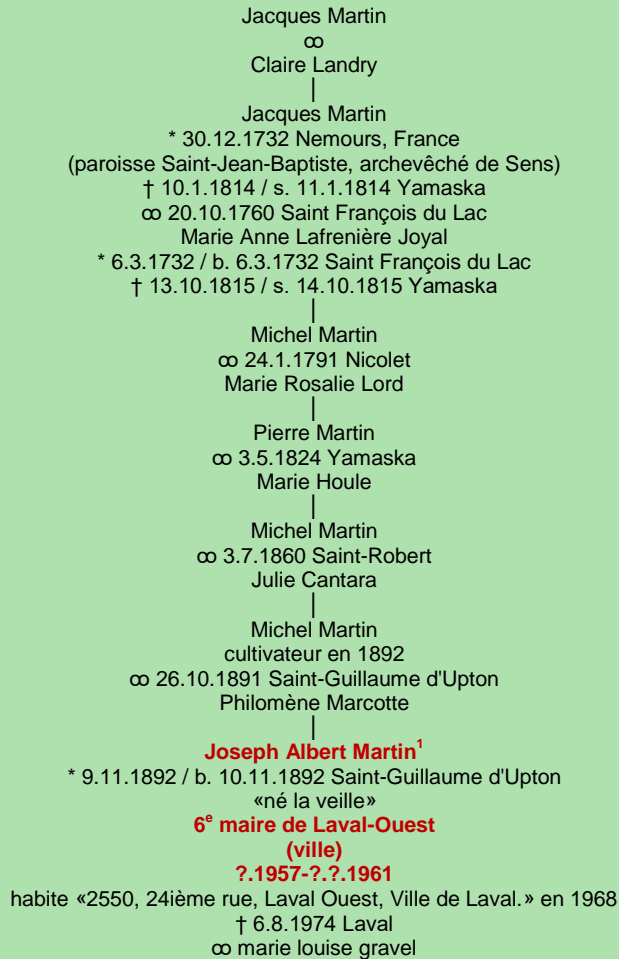 Jacques Martin
ꝏ
Claire Landry
|
Jacques Martin
* 30.12.1732 Nemours, France
(paroisse Saint-Jean-Baptiste, archevêché de Sens)
† 10.1.1814 / s. 11.1.1814 Yamaska
ꝏ 20.10.1760 Saint François du Lac
Marie Anne Lafrenière Joyal
* 6.3.1732 / b. 6.3.1732 Saint François du Lac
† 13.10.1815 / s. 14.10.1815 Yamaska
|
Michel Martin
ꝏ 24.1.1791 Nicolet
Marie Rosalie Lord
|
Pierre Martin
ꝏ 3.5.1824 Yamaska
Marie Houle
|
Michel Martin
ꝏ 3.7.1860 Saint-Robert
Julie Cantara
|
Michel Martin
cultivateur en 1892
ꝏ 26.10.1891 Saint-Guillaume d'Upton
Philomène Marcotte
|
Joseph Albert Martin¹
* 9.11.1892 / b. 10.11.1892 Saint-Guillaume d'Upton
«né la veille»
6ᵉ maire de Laval-Ouest
(ville)
?.1957-?.?.1961
habite «2550, 24ième rue, Laval Ouest, Ville de Laval.» en 1968
† 6.8.1974 Laval
ꝏ marie louise gravel